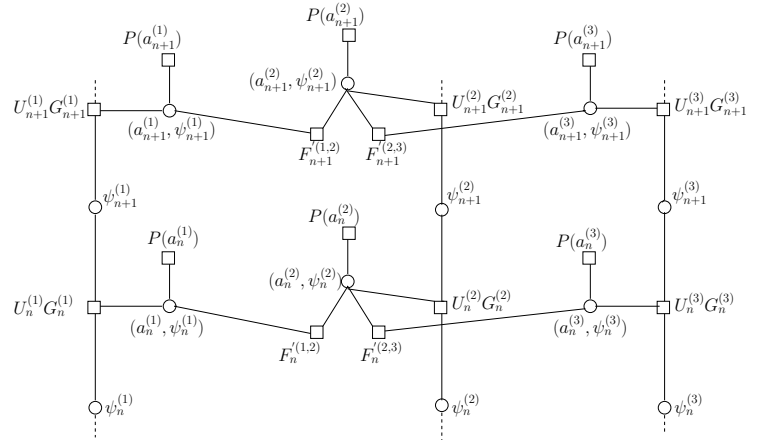 P(a_{n+1}^{(1)})
P(a_{n+1}^{(2)})
P(a_{n+1}^{(3)})
U_{n+1}^{(1)} G_{n+1}^{(1)}
(a_{n+1}^{(1)}, ψ_{n+1}^{(1)})
(a_{n+1}^{(2)}, ψ_{n+1}^{(2)})
U_{n+1}^{(2)} G_{n+1}^{(2)}
(a_{n+1}^{(3)}, ψ_{n+1}^{(3)})
U_{n+1}^{(3)} G_{n+1}^{(3)}
F_{n+1}^{'(1,2)}
F_{n+1}^{'(2,3)}
ψ_{n+1}^{(1)}
ψ_{n+1}^{(2)}
ψ_{n+1}^{(3)}
P(a_n^{(1)})
P(a_n^{(2)})
P(a_n^{(3)})
U_n^{(1)} G_n^{(1)}
(a_n^{(1)}, ψ_n^{(1)})
(a_n^{(2)}, ψ_n^{(2)})
U_n^{(2)} G_n^{(2)}
(a_n^{(3)}, ψ_n^{(3)})
U_n^{(3)} G_n^{(3)}
F_n^{'(1,2)}
F_n^{'(2,3)}
ψ_n^{(1)}
ψ_n^{(2)}
ψ_n^{(3)}